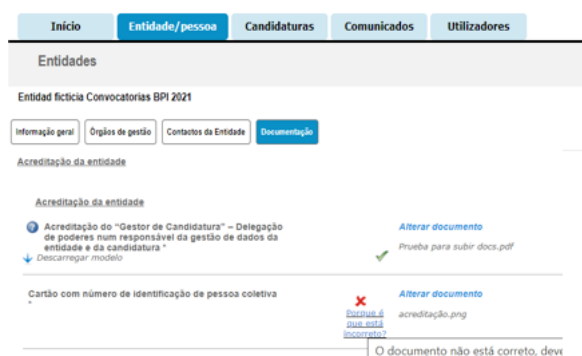 Início Entidade/pessoa Candidaturas Comunicados Utilizadores
Entidades
Entidad ficticia Convocatorias BPI 2021
Informação geral Órgãos de gestão Contactos da Entidade Documentação
Acreditação da entidade
Acreditação da entidade
Acreditação do “Gestor de Candidatura” – Delegação
de poderes num responsável da gestão de dados da
entidade e da candidatura *
Descarregar modelo
Alterar documento
Prueba para subir docs.pdf
Cartão com número de identificação de pessoa coletiva
*
Porque é
que está
incorreto?
Alterar documento
acreditação.png
O documento não está correto, deve